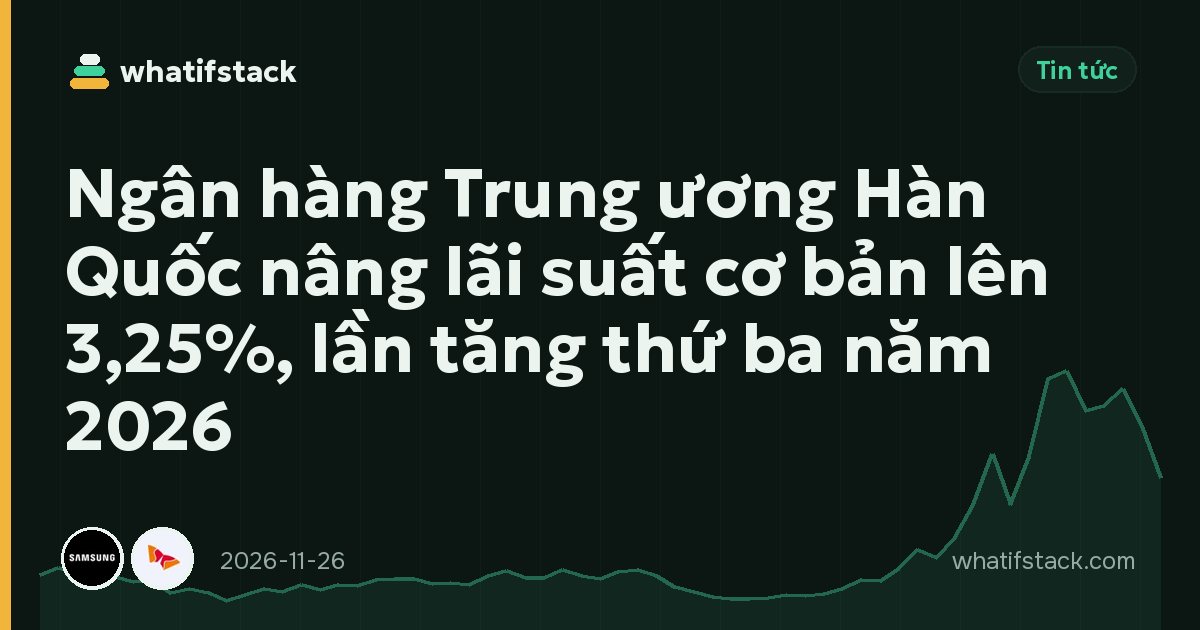 whatifstack
Tin tức
Ngân hàng Trung ương Hàn
Quốc nâng lãi suất cơ bản lên
3,25%, lần tăng thứ ba năm
2026
SAMSUNG
2026-11-26
whatifstack.com